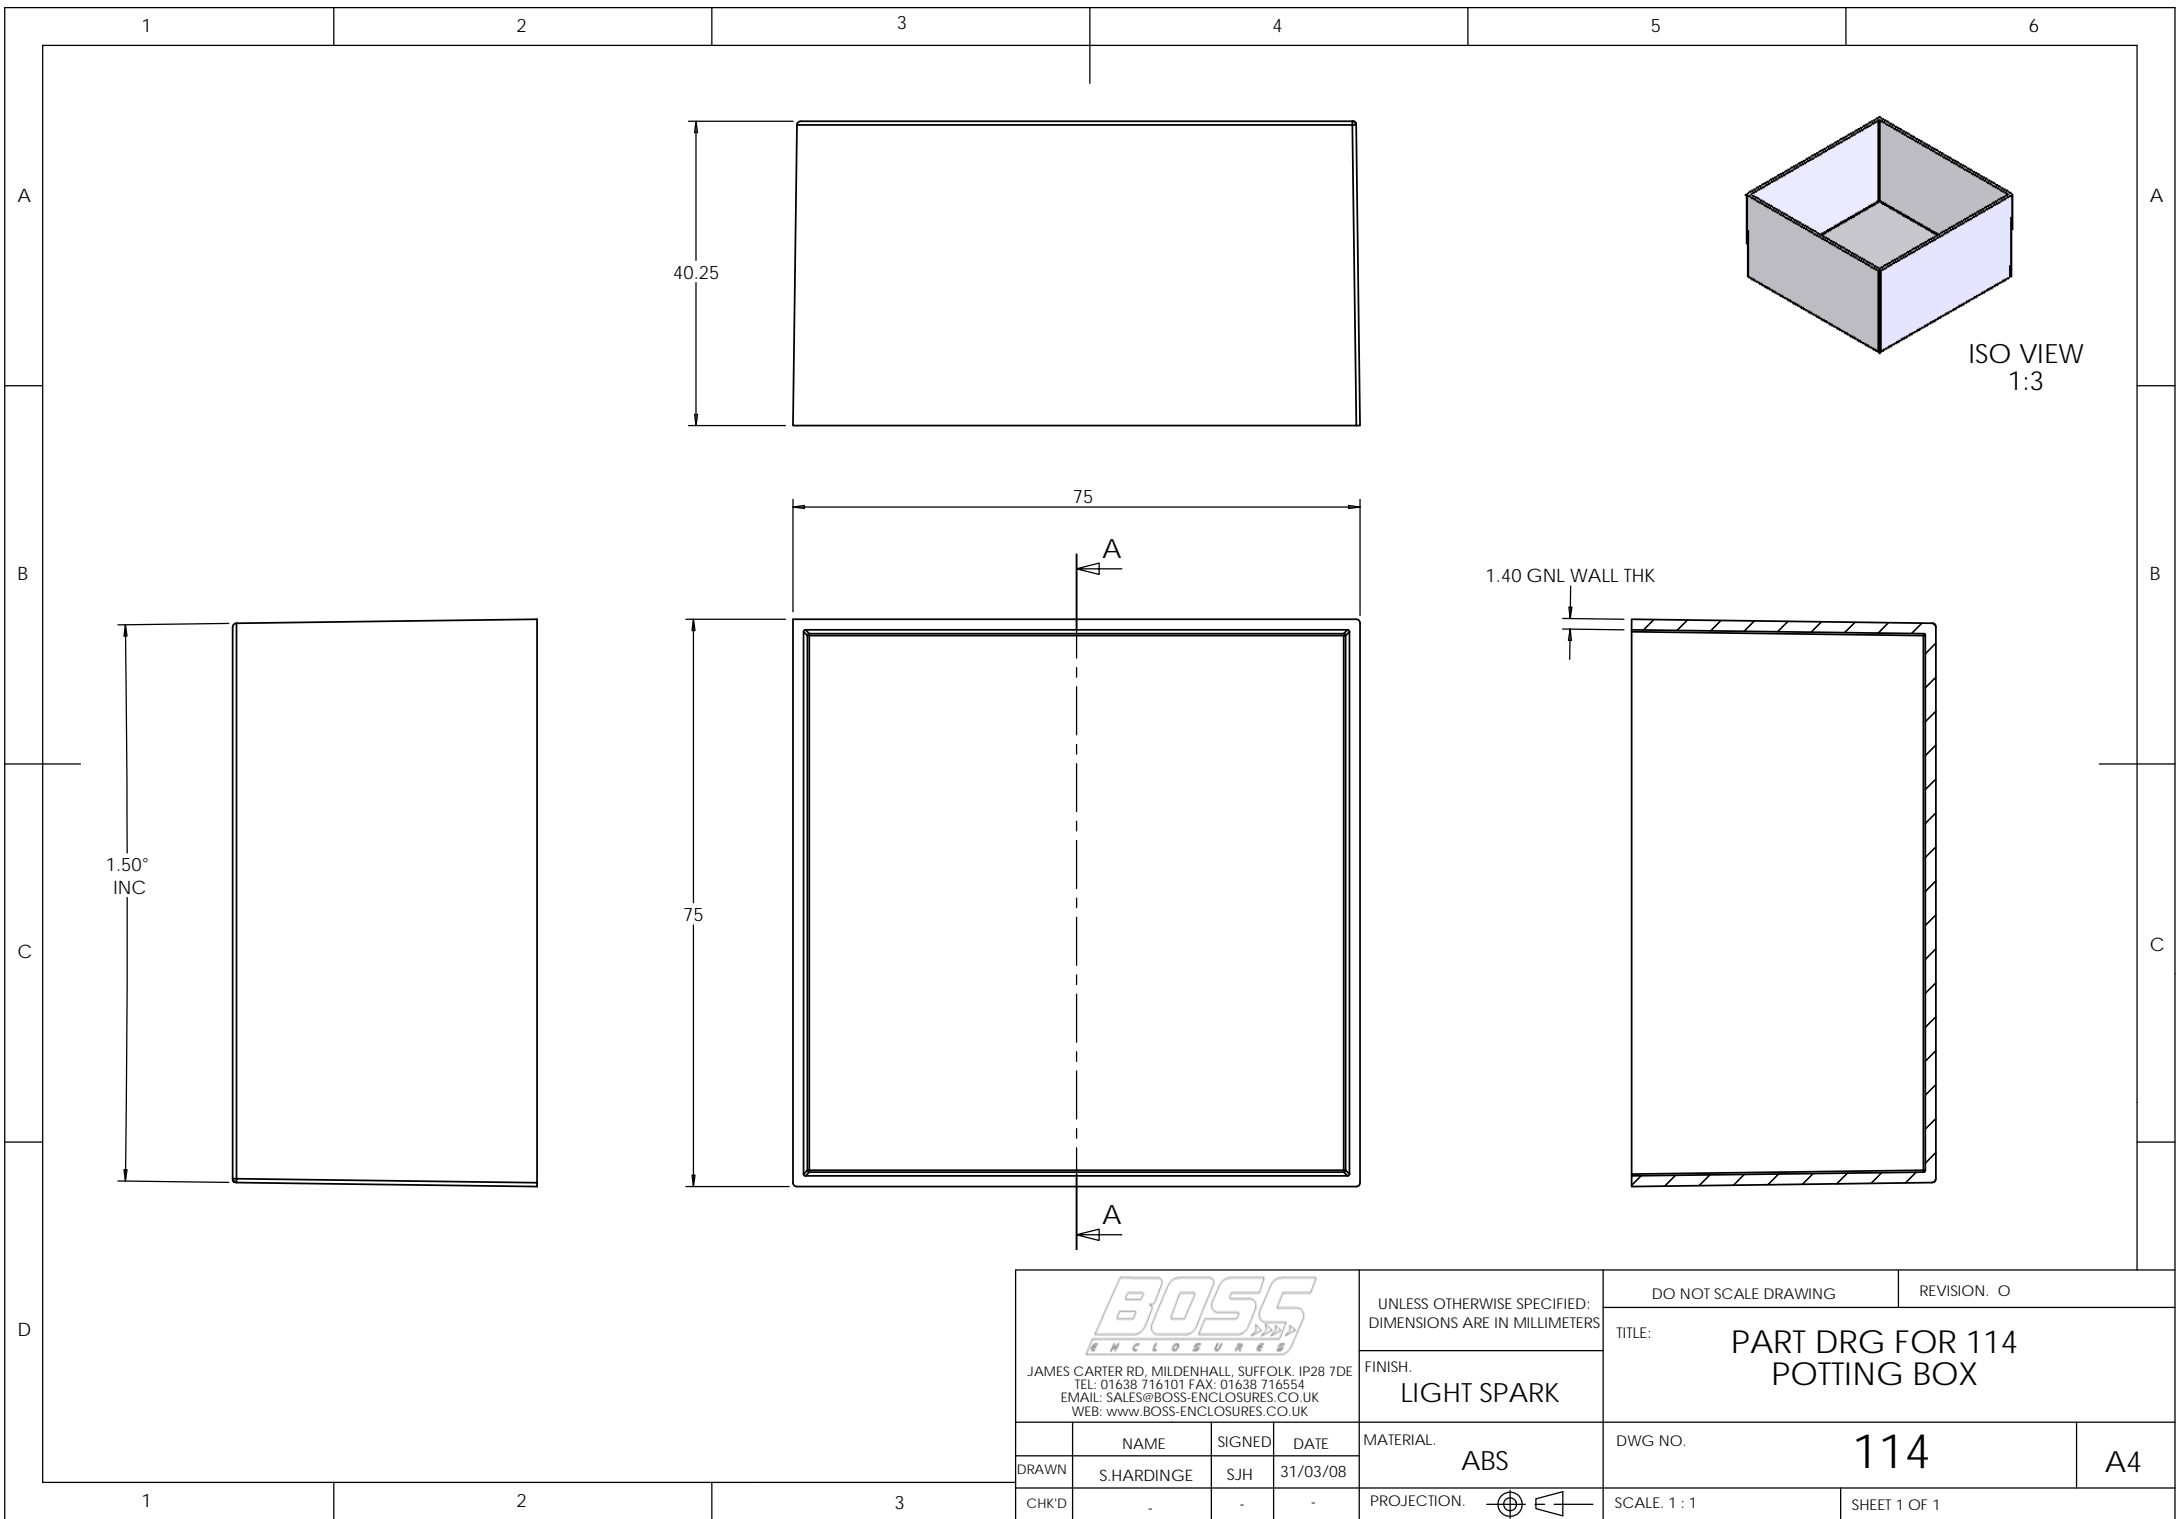 1 2 3 4 5 6
A A
40.25
ISO VIEW
1:3
75
A
B B
1.40 GNL WALL THK
1.50°
INC
75
C C
A
D
BOSS
ENCLOSURES
JAMES CARTER RD, MILDENHALL, SUFFOLK. IP28 7DE
TEL: 01638 716101 FAX: 01638 716554
EMAIL: SALES@BOSS-ENCLOSURES.CO.UK
WEB: www.BOSS-ENCLOSURES.CO.UK
NAME SIGNED DATE
DRAWN S.HARDINGE SJH 31/03/08
CHK'D - - -
UNLESS OTHERWISE SPECIFIED:
DIMENSIONS ARE IN MILLIMETERS
FINISH.
LIGHT SPARK
MATERIAL.
ABS
PROJECTION.
DO NOT SCALE DRAWING
REVISION. O
TITLE:
PART DRG FOR 114
POTTING BOX
DWG NO.
114
A4
SCALE. 1 : 1
SHEET 1 OF 1
1 2 3